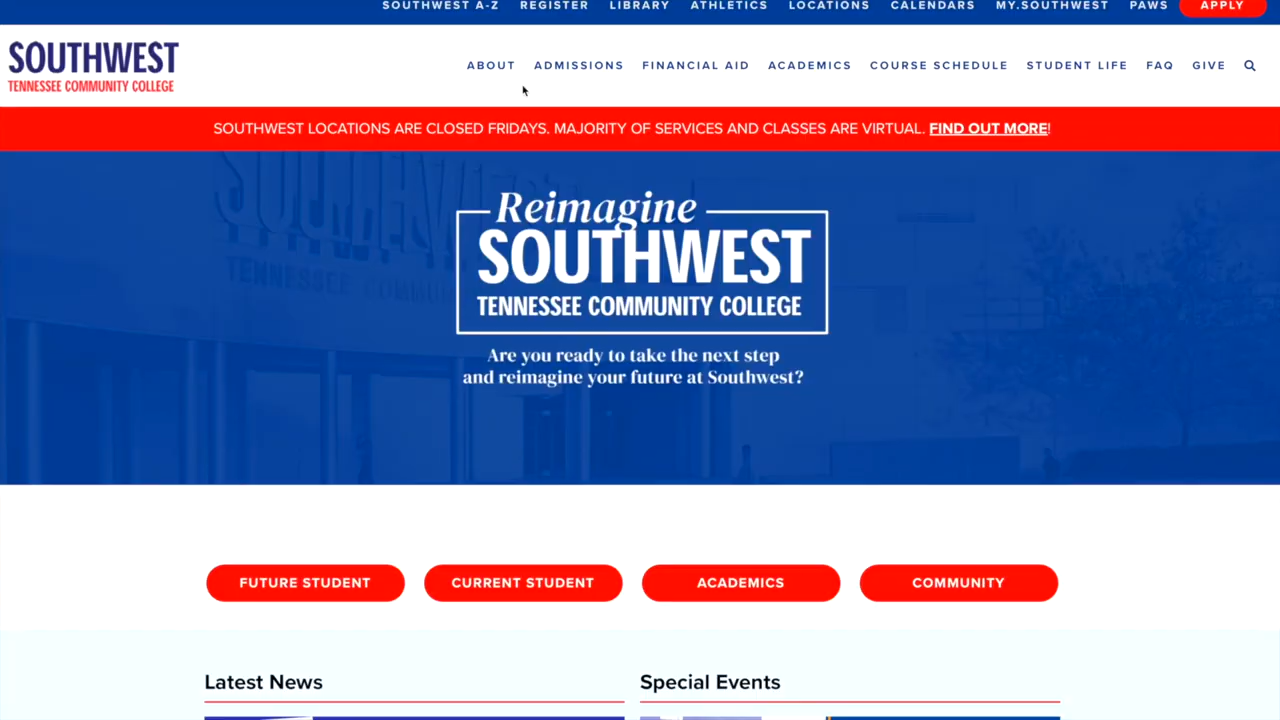 SOUTHWEST A-Z REGISTER LIBRARY ATHLETICS LOCATIONS CALENDARS MY.SOUTHWEST PAWS APPLY
SOUTHWEST
TENNESSEE COMMUNITY COLLEGE
ABOUT ADMISSIONS FINANCIAL AID ACADEMICS COURSE SCHEDULE STUDENT LIFE FAQ GIVE
SOUTHWEST LOCATIONS ARE CLOSED FRIDAYS. MAJORITY OF SERVICES AND CLASSES ARE VIRTUAL. FIND OUT MORE!
Reimagine
SOUTHWEST
TENNESSEE COMMUNITY COLLEGE
Are you ready to take the next step
and reimagine your future at Southwest?
FUTURE STUDENT CURRENT STUDENT ACADEMICS COMMUNITY
Latest News Special Events